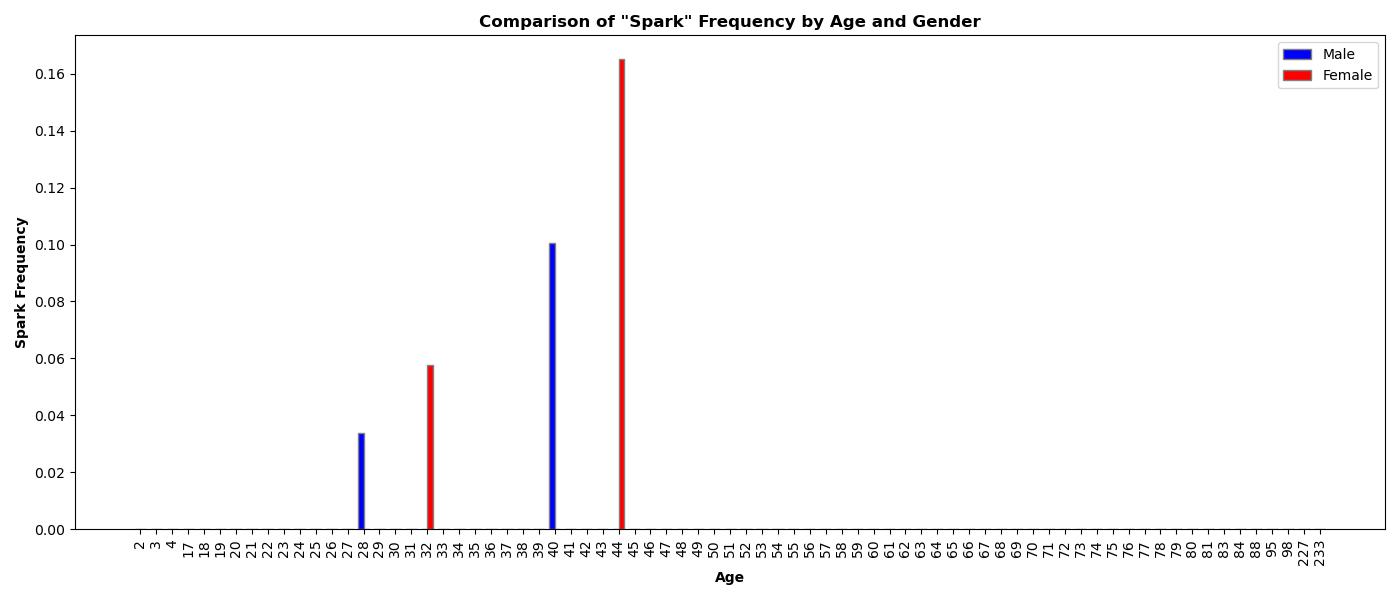 Comparison of "Spark" Frequency by Age and Gender
Male
Female
Spark Frequency
0.16
0.14
0.12
0.10
0.08
0.06
0.04
0.02
0.00
2 3 4 17 18 19 20 21 22 23 24 25 26 27 28 29 30 31 32 33 34 35 36 37 38 39 40 41 42 43 44 45 46 47 48 49 50 51 52 53 54 55 56 57 58 59 60 61 62 63 64 65 66 67 68 69 70 71 72 73 74 75 76 77 78 79 80 81 83 84 88 95 98 227 233
Age